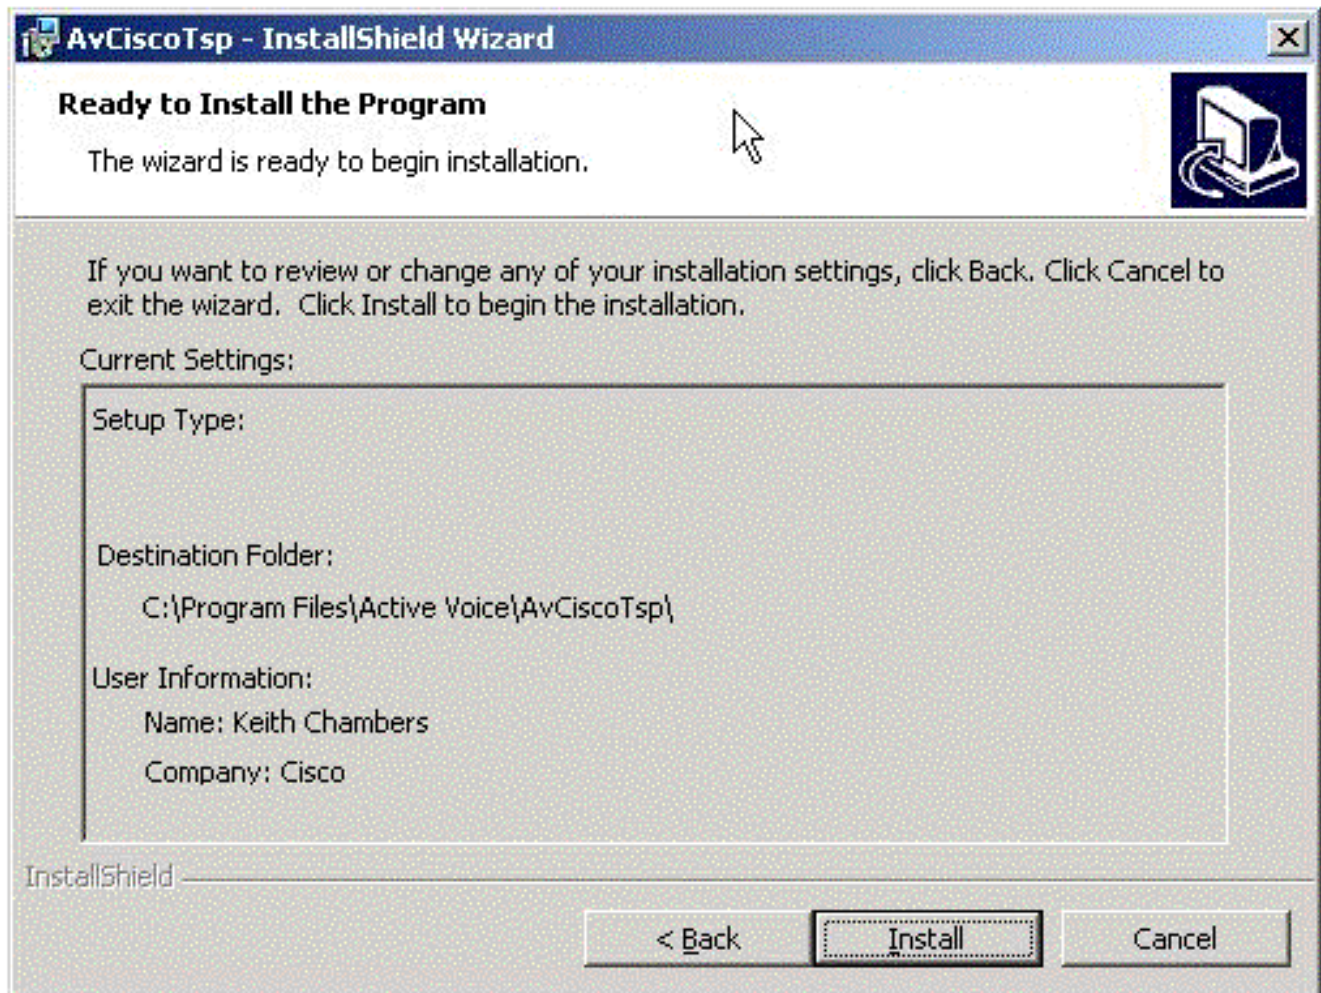 AvCiscoTsp - InstallShield Wizard
Ready to Install the Program
The wizard is ready to begin installation.
If you want to review or change any of your installation settings, click Back. Click Cancel to
exit the wizard.  Click Install to begin the installation.
Current Settings:
Setup Type:
Destination Folder:
C:\Program Files\Active Voice\AvCiscoTsp\
User Information:
Name: Keith Chambers
Company: Cisco
InstallShield
< Back
Install
Cancel